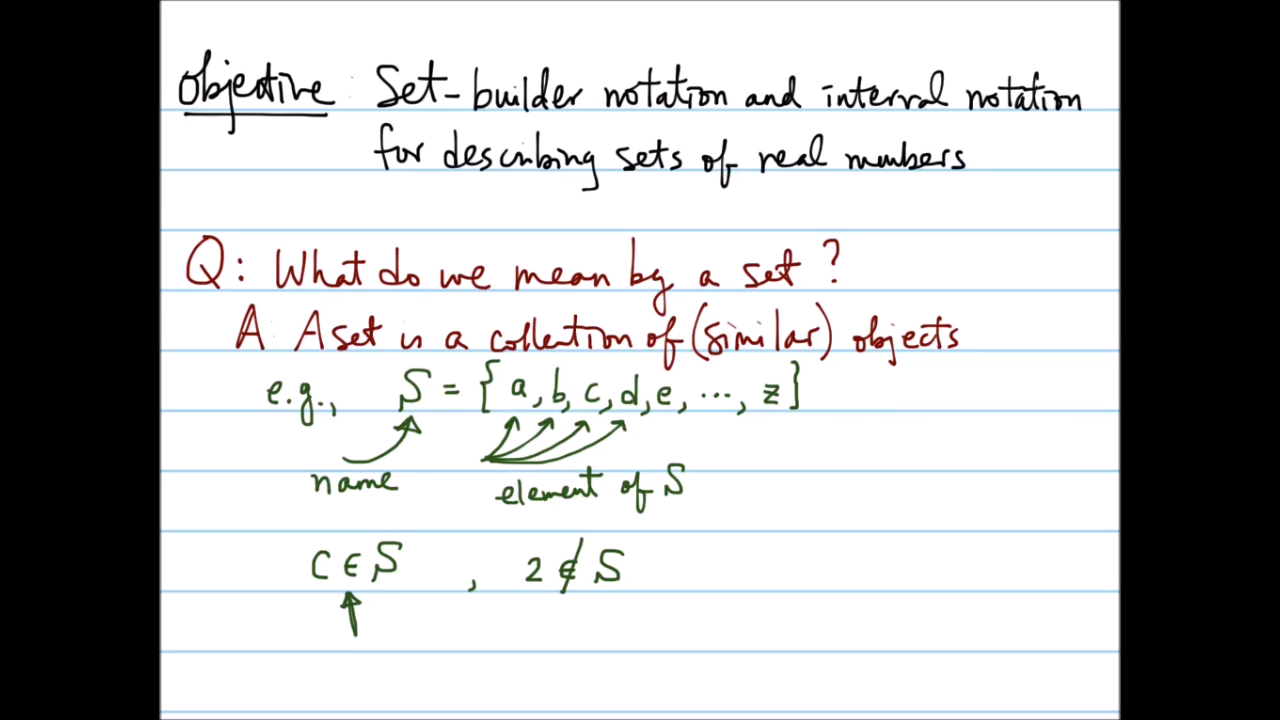 Objective : Set-builder notation and interval notation
for describing sets of real numbers
Q: What do we mean by a set ?
A: A set is a collection of (similar) objects
e.g., S = { a, b, c, d, e, ..., z }
name element of S
c ∈ S , 2 ∉ S